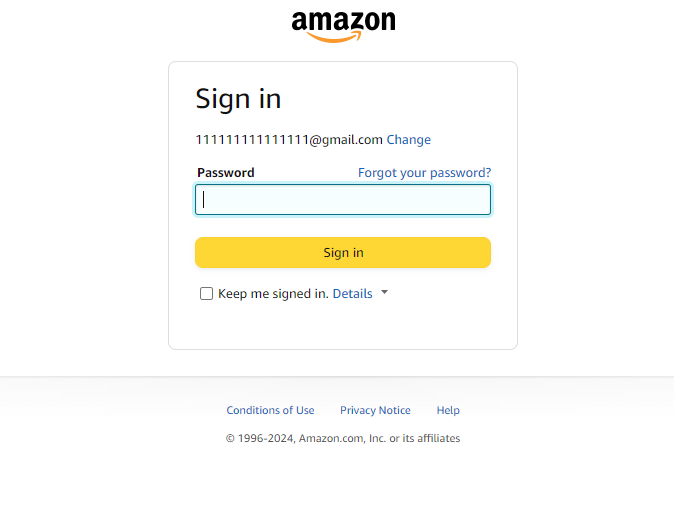 amazon
Sign in
111111111111111@gmail.com Change
Password Forgot your password?
Sign in
Keep me signed in. Details
Conditions of Use Privacy Notice Help
© 1996-2024, Amazon.com, Inc. or its affiliates